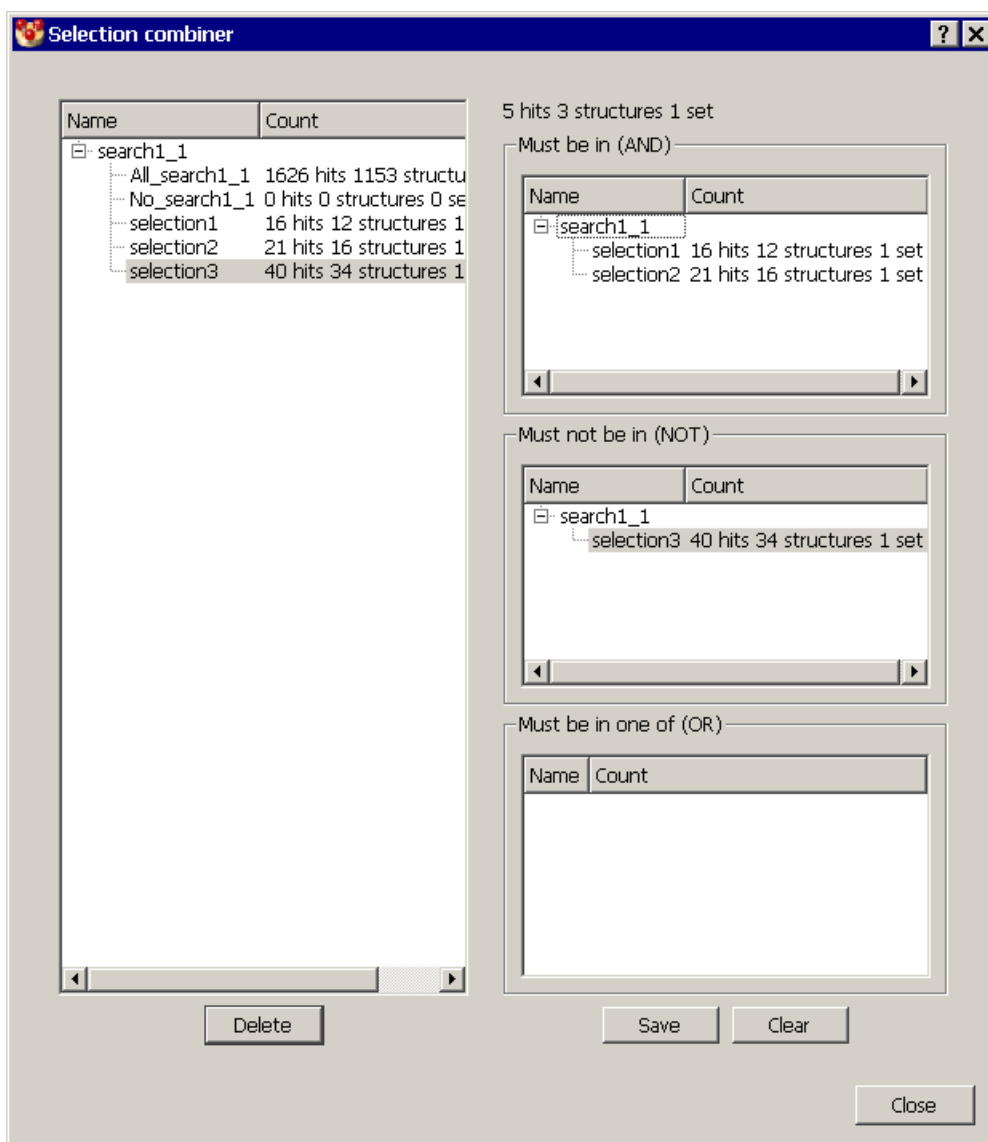 Selection combiner
Name Count
search1_1
All_search1_1 1626 hits 1153 structu
No_search1_1 0 hits 0 structures 0 se
selection1 16 hits 12 structures 1
selection2 21 hits 16 structures 1
selection3 40 hits 34 structures 1
Delete
5 hits 3 structures 1 set
Must be in (AND)
Name Count
search1_1
selection1 16 hits 12 structures 1 set
selection2 21 hits 16 structures 1 set
Must not be in (NOT)
Name Count
search1_1
selection3 40 hits 34 structures 1 set
Must be in one of (OR)
Name Count
Save Clear
Close